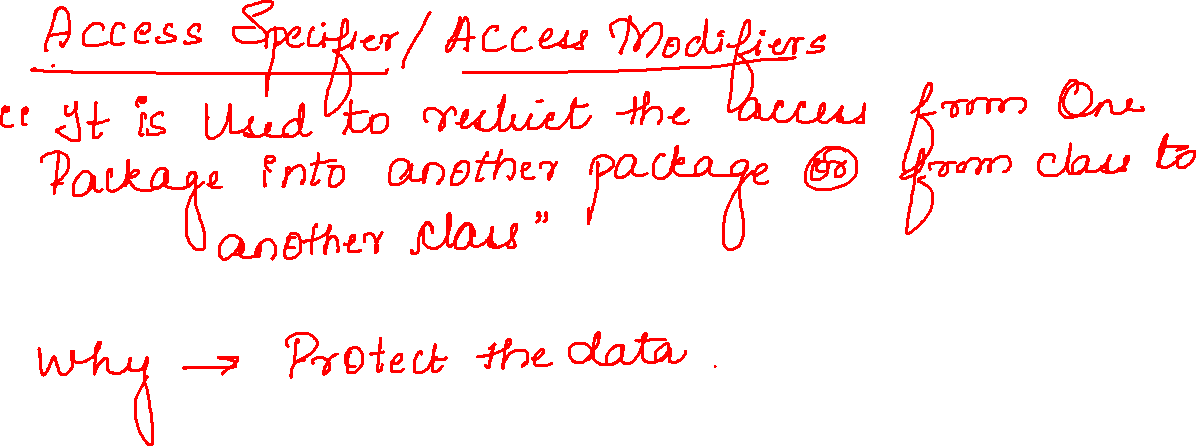 Access Specifier/Access Modifiers
"It is Used to restrict the access from One
Package into another package or from class to
another class"
Why → Protect the data.